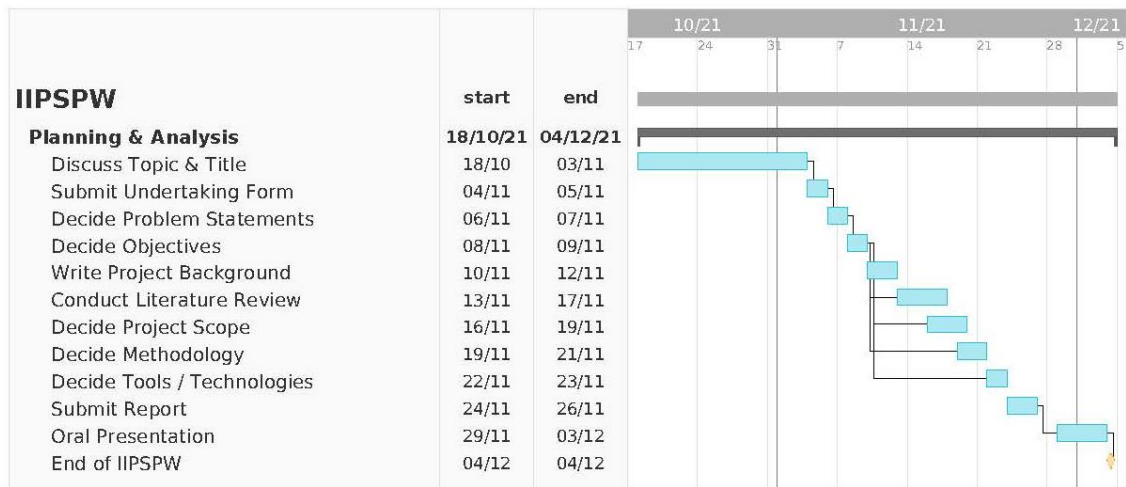 10/21 11/21 12/21
17 24 31 7 14 21 28 5
IIPSPW start end
Planning & Analysis 18/10/21 04/12/21
Discuss Topic & Title 18/10 03/11
Submit Undertaking Form 04/11 05/11
Decide Problem Statements 06/11 07/11
Decide Objectives 08/11 09/11
Write Project Background 10/11 12/11
Conduct Literature Review 13/11 17/11
Decide Project Scope 16/11 19/11
Decide Methodology 19/11 21/11
Decide Tools / Technologies 22/11 23/11
Submit Report 24/11 26/11
Oral Presentation 29/11 03/12
End of IIPSPW 04/12 04/12